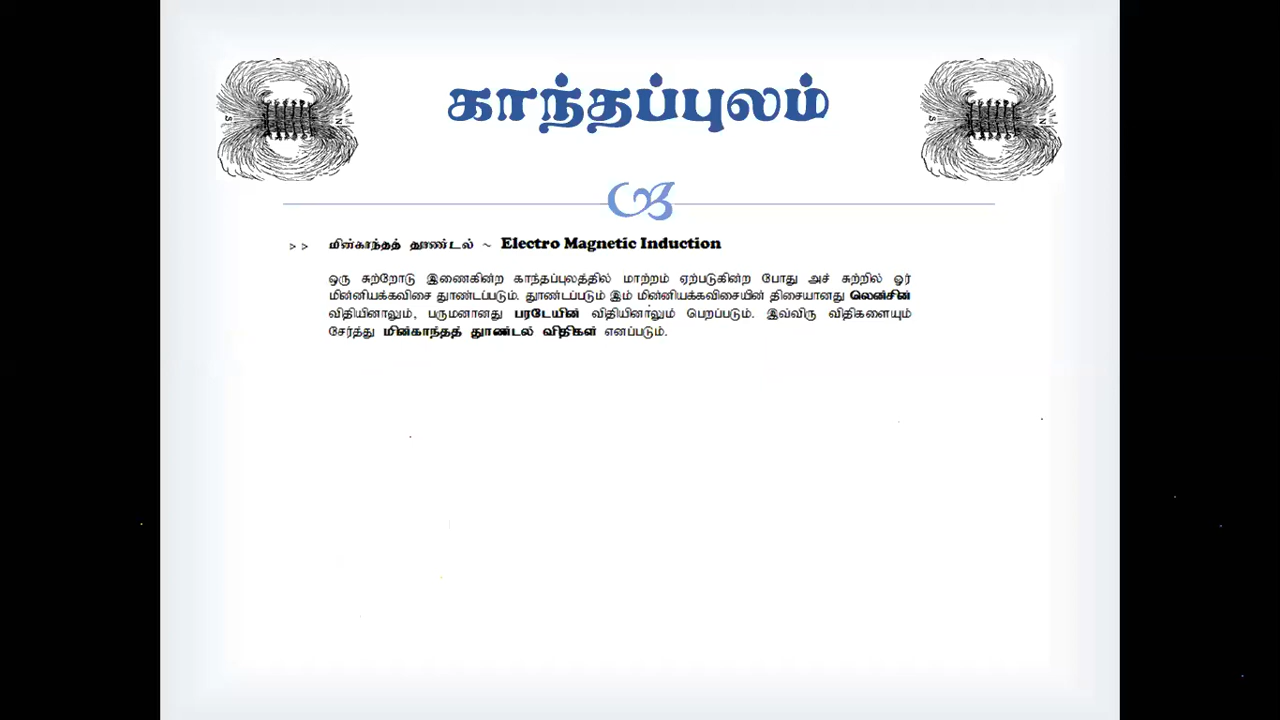 காந்தப்புலம்
>> மின்காந்தத் தூண்டல் ~ Electro Magnetic Induction
ஒரு சுற்றோடு இணைகின்ற காந்தப்புலத்தில் மாற்றம் ஏற்படுகின்ற போது அச் சுற்றில் ஓர்
மின்னியக்கவிசை தூண்டப்படும். தூண்டப்படும் இம் மின்னியக்கவிசையின் திசையானது லென்சின்
விதியினாலும், பருமனானது பரடேயின் விதியினாலும் பெறப்படும். இவ்விரு விதிகளையும்
சேர்த்து மின்காந்தத் தூண்டல் விதிகள் எனப்படும்.
S N
S N